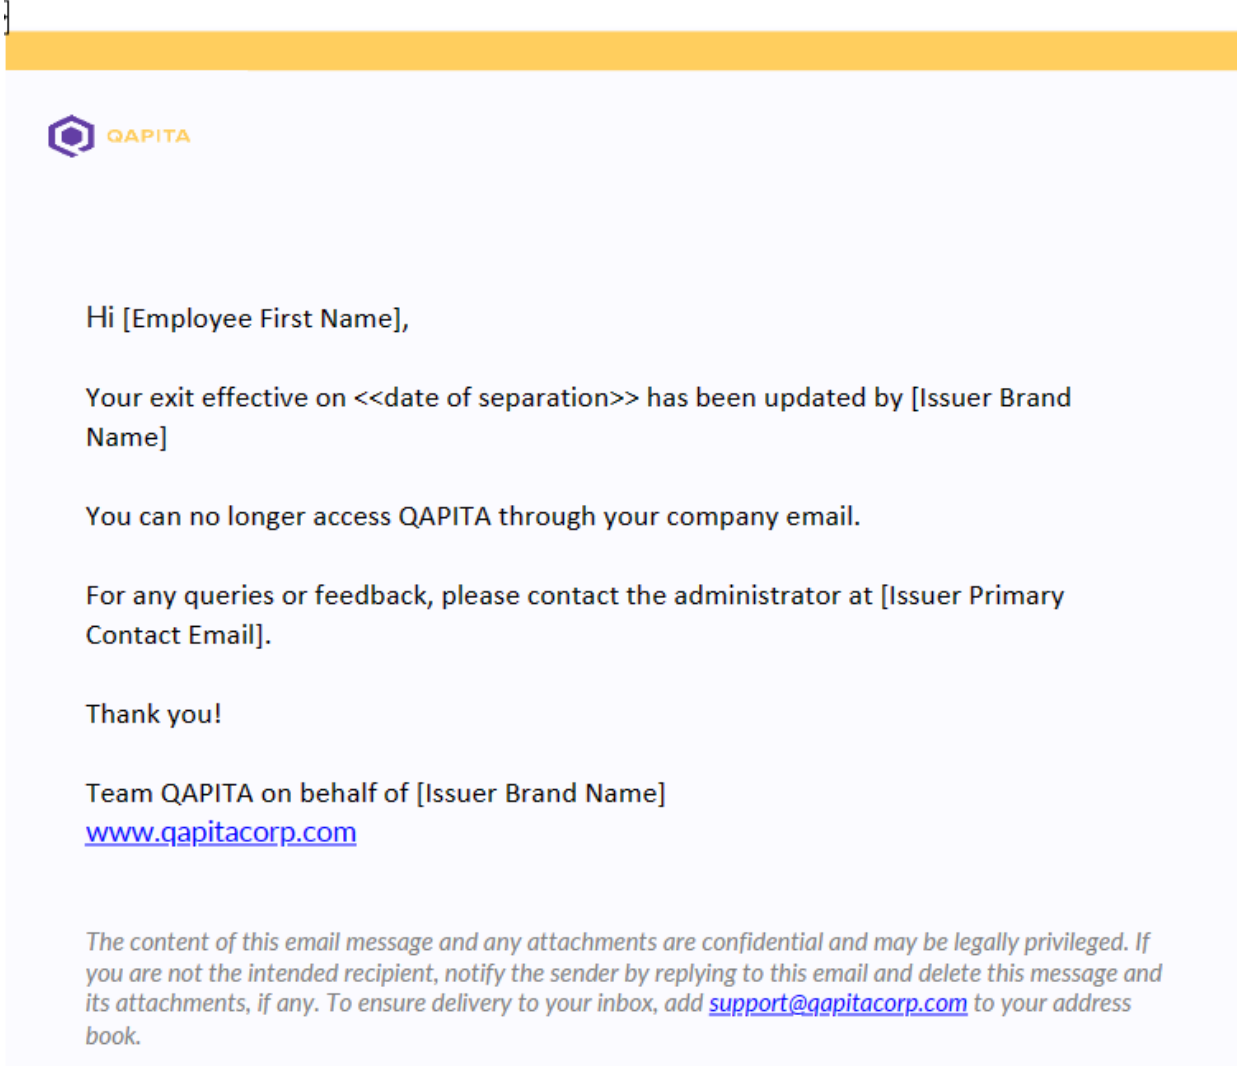 QAPITA
Hi [Employee First Name],
Your exit effective on <<date of separation>> has been updated by [Issuer Brand
Name]
You can no longer access QAPITA through your company email.
For any queries or feedback, please contact the administrator at [Issuer Primary
Contact Email].
Thank you!
Team QAPITA on behalf of [Issuer Brand Name]
www.qapitacorp.com
The content of this email message and any attachments are confidential and may be legally privileged. If
you are not the intended recipient, notify the sender by replying to this email and delete this message and
its attachments, if any. To ensure delivery to your inbox, add support@qapitacorp.com to your address
book.